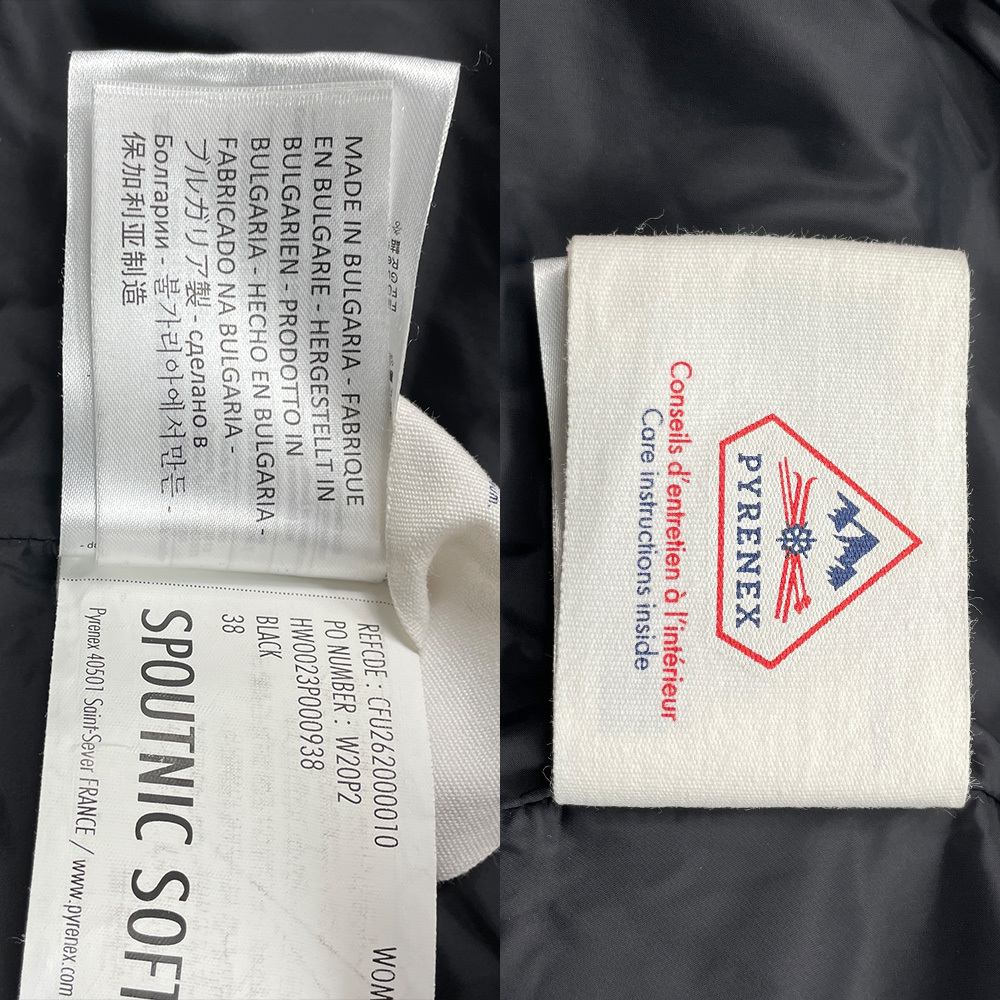 MADE IN BULGARIA - FABRIQUE
EN BULGARIE - HERGESTELLT IN
BULGARIEN - PRODOTTO IN
BULGARIA - HECHO EN BULGARIA -
FABRICADO NA BULGARIA -
ブルガリア製 - сделано в
Болгарии - 불가리아에서만든 -
保加利亚制造
REFCDE : CFU262000010
PO NUMBER : W20P2
HWO023P000938
BLACK
38
WOM
SPOUTNIC SOFT
Pyrenex 40501 Saint-Sever FRANCE / www.pyrenex.com
PYRENEX
Conseils d'entretien à l'intérieur
Care instructions inside